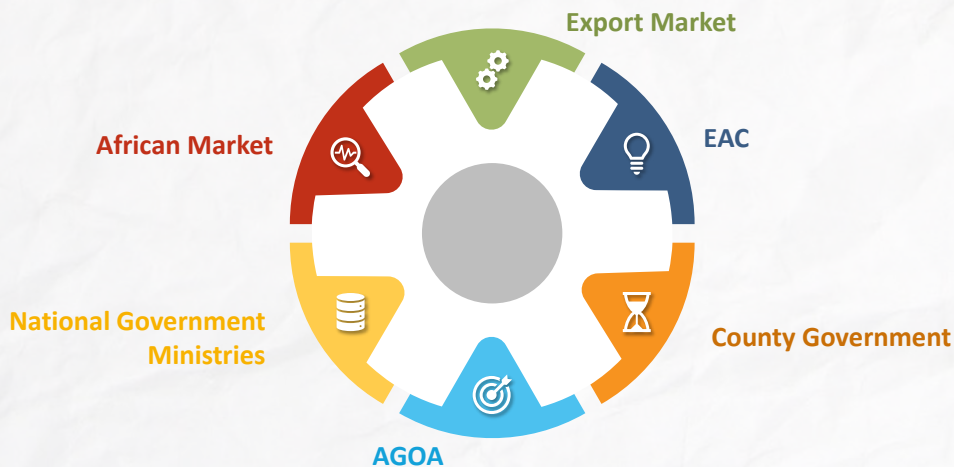 Export Market
African Market
EAC
National Government
Ministries
County Government
AGOA